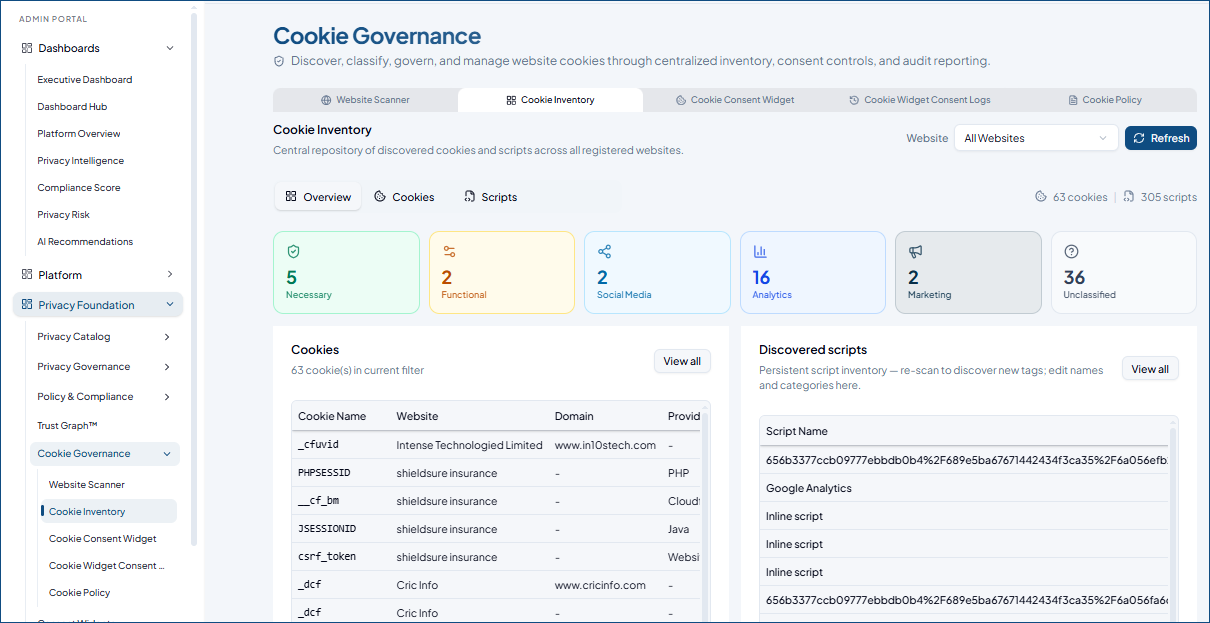 ADMIN PORTAL
Dashboards
Executive Dashboard
Dashboard Hub
Platform Overview
Privacy Intelligence
Compliance Score
Privacy Risk
AI Recommendations
Platform
Privacy Foundation
Privacy Catalog
Privacy Governance
Policy & Compliance
Trust Graph™
Cookie Governance
Website Scanner
Cookie Inventory
Cookie Consent Widget
Cookie Widget Consent ...
Cookie Policy
Cookie Governance
Discover, classify, govern, and manage website cookies through centralized inventory, consent controls, and audit reporting.
Website Scanner
Cookie Inventory
Cookie Consent Widget
Cookie Widget Consent Logs
Cookie Policy
Cookie Inventory
Central repository of discovered cookies and scripts across all registered websites.
Website
All Websites
Refresh
Overview
Cookies
Scripts
63 cookies | 305 scripts
5
Necessary
2
Functional
2
Social Media
16
Analytics
2
Marketing
36
Unclassified
Cookies
63 cookie(s) in current filter
View all
Cookie Name Website Domain Provid
_cfuvid Intense Technologied Limited www.in10stech.com -
PHPSESSID shieldsure insurance - PHP
__cf_bm shieldsure insurance - Cloudf
JSESSIONID shieldsure insurance - Java
csrf_token shieldsure insurance - Websi
_dcf Cric Info www.cricinfo.com -
_dcf Cric Info -
Discovered scripts
Persistent script inventory — re-scan to discover new tags; edit names
and categories here.
View all
Script Name
656b3377ccb09777ebbdb0b4%2F689e5ba67671442434f3ca35%2F6a056efb
Google Analytics
Inline script
Inline script
Inline script
656b3377ccb09777ebbdb0b4%2F689e5ba67671442434f3ca35%2F6a056fa6